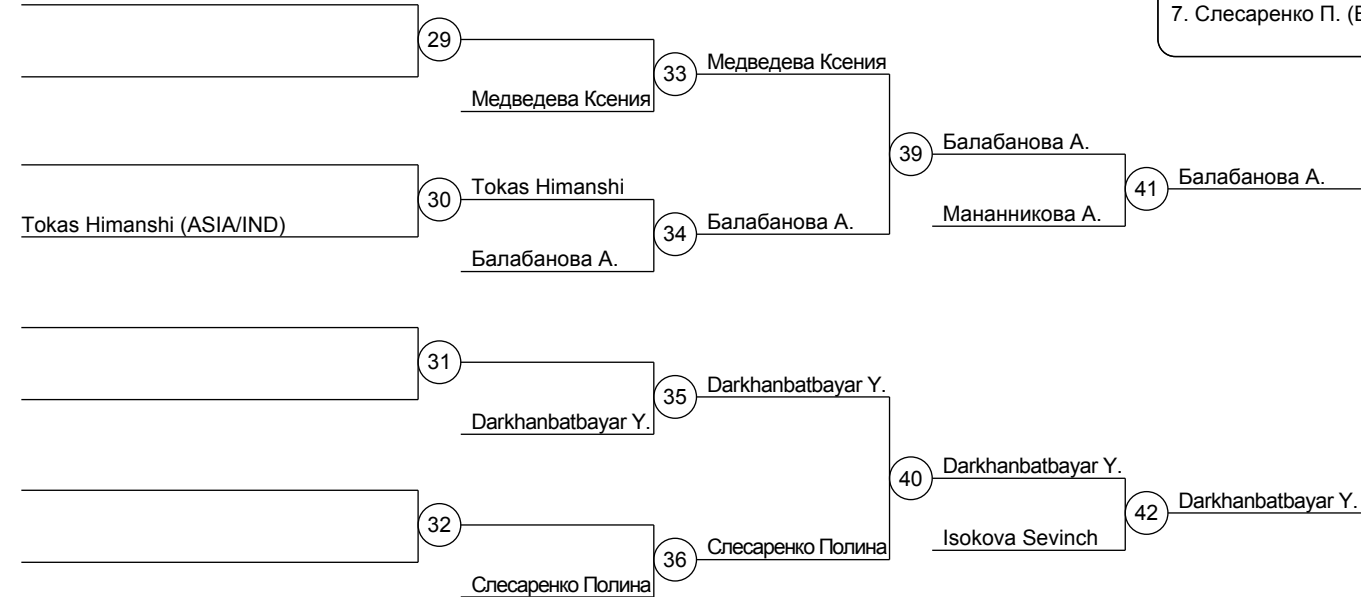 7. Слесаренко П. (
29
Медведева Ксения
33
Медведева Ксения
39
Балабанова А.
Tokas Himanshi (ASIA/IND)
30
Tokas Himanshi
Балабанова А.
34
Балабанова А.
Мананникова А.
41
Балабанова А.
31
Darkhanbatbayar Y.
35
Darkhanbatbayar Y.
40
Darkhanbatbayar Y.
32
Слесаренко Полина
36
Слесаренко Полина
Isokova Sevinch
42
Darkhanbatbayar Y.